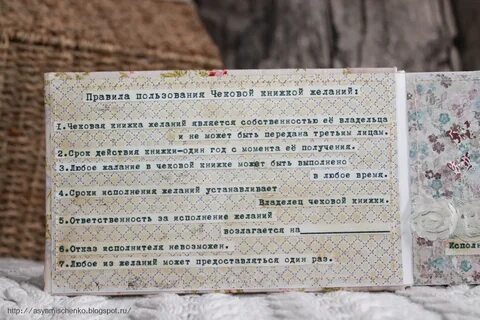 Правила пользования Чековой книжкой желаний:
1.Чековая книжка желаний является собственностью её владельца
и не может быть передана третьим лицам.
2.Срок действия книжки-один год с момента её получения.
3.Любое жалание в чековой книжке может быть выполнено
в любое время.
4.Сроки исполнения желаний устанавливает
Владелец чековой книжки.
5.Ответственность за исполнение желаний
возлагается на
6.Отказ исполнителя невозможен.
7.Любое из желаний может предоставляться один раз.
Исполн
http://asyamischenko.blogspot.ru/